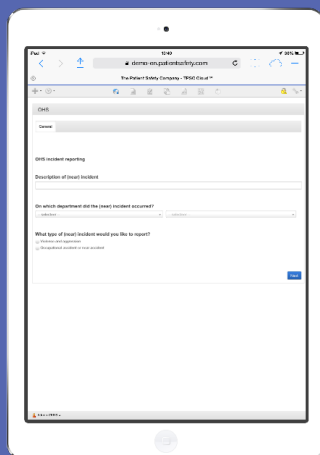 iPad
10:40
demo-en.patientsafety.com
The Patient Safety Company - TPSC Cloud™
OHS
General
OHS incident reporting
Description of (near) incident
On which department did the (near) incident occurred?
-- selection --
-- selection --
What type of (near) incident would you like to report?
Violence and aggression
Occupational accident or near accident